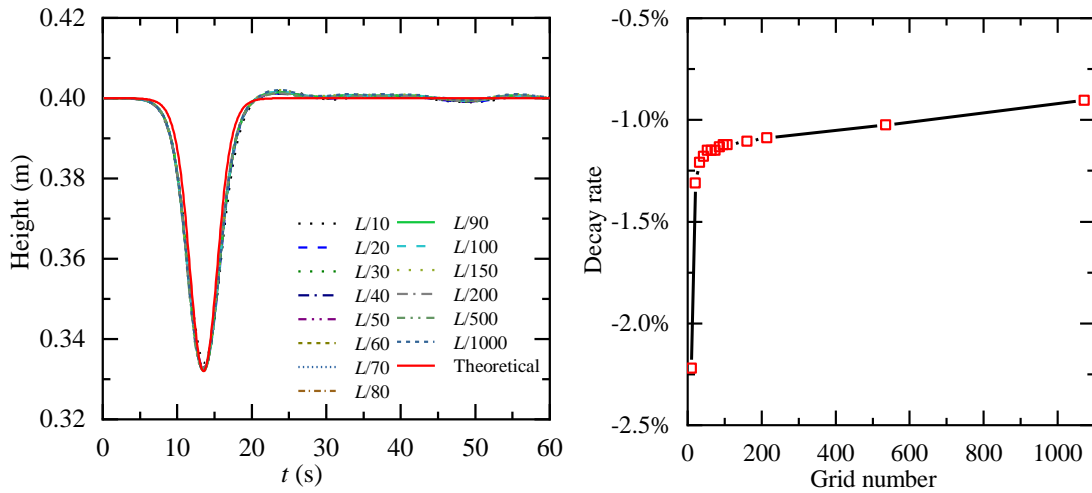 0.42
0.40
0.38
0.36
0.34
0.32
Height (m)
0
10
20
30
40
50
60
t (s)
L/10
L/20
L/30
L/40
L/50
L/60
L/70
L/80
L/90
L/100
L/150
L/200
L/500
L/1000
Theoretical
-0.5%
-1.0%
-1.5%
-2.0%
-2.5%
Decay rate
0
200
400
600
800
1000
Grid number